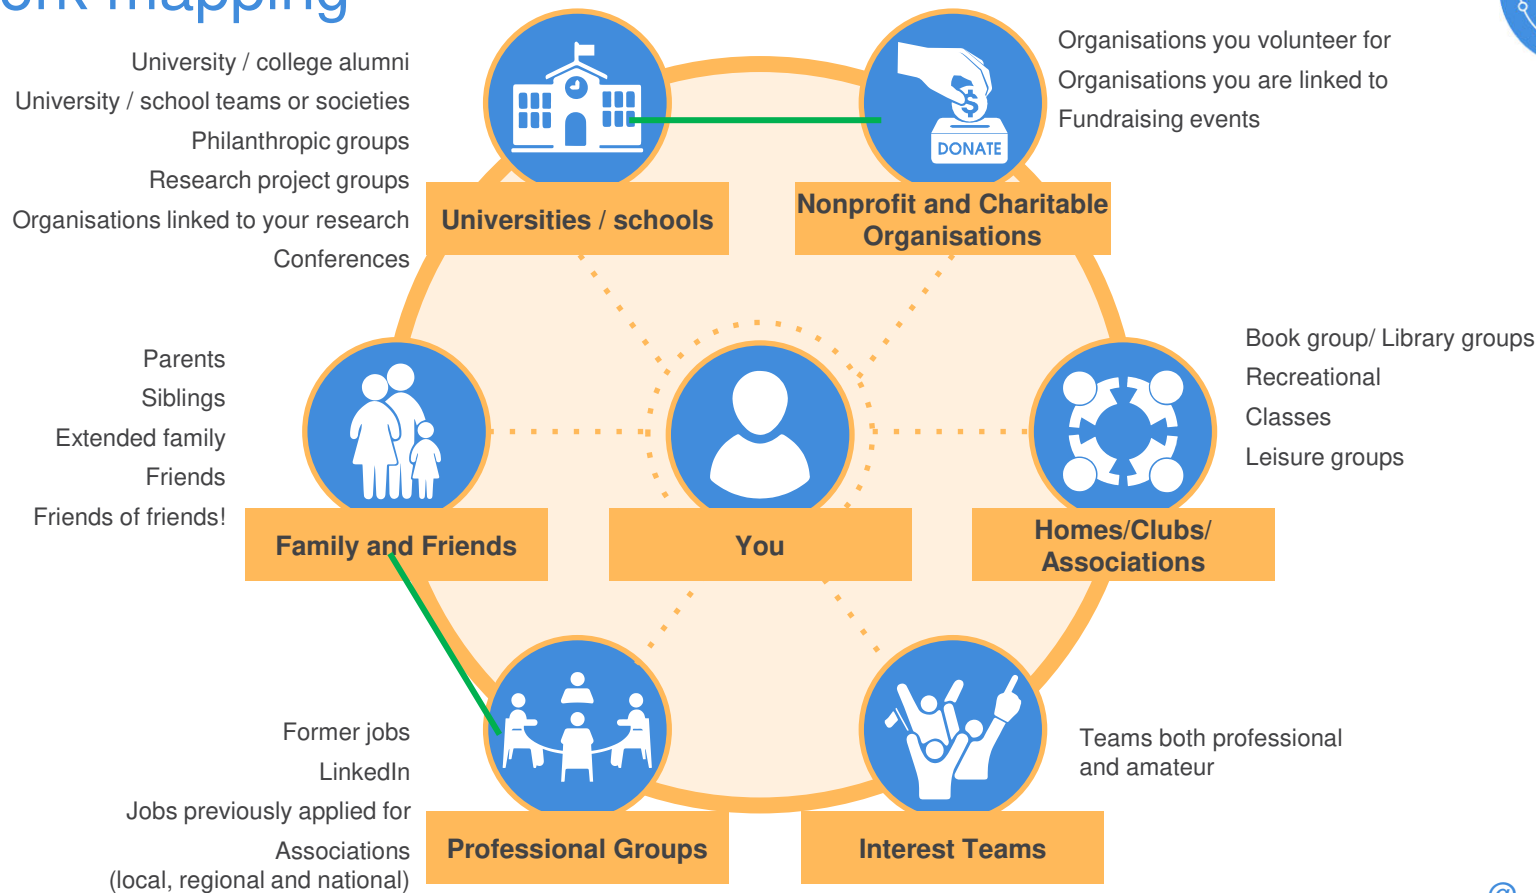 mapping
University / college alumni
University / school teams or societies
Philanthropic groups
Research project groups
Organisations linked to your research
Conferences
Universities / schools
DONATE
$
Nonprofit and Charitable
Organisations
Organisations you volunteer for
Organisations you are linked to
Fundraising events
Parents
Siblings
Extended family
Friends
Friends of friends!
Family and Friends
You
Homes/Clubs/
Associations
Book group/ Library groups
Recreational
Classes
Leisure groups
Former jobs
LinkedIn
Jobs previously applied for
Associations
(local, regional and national)
Professional Groups
Interest Teams
Teams both professional
and amateur